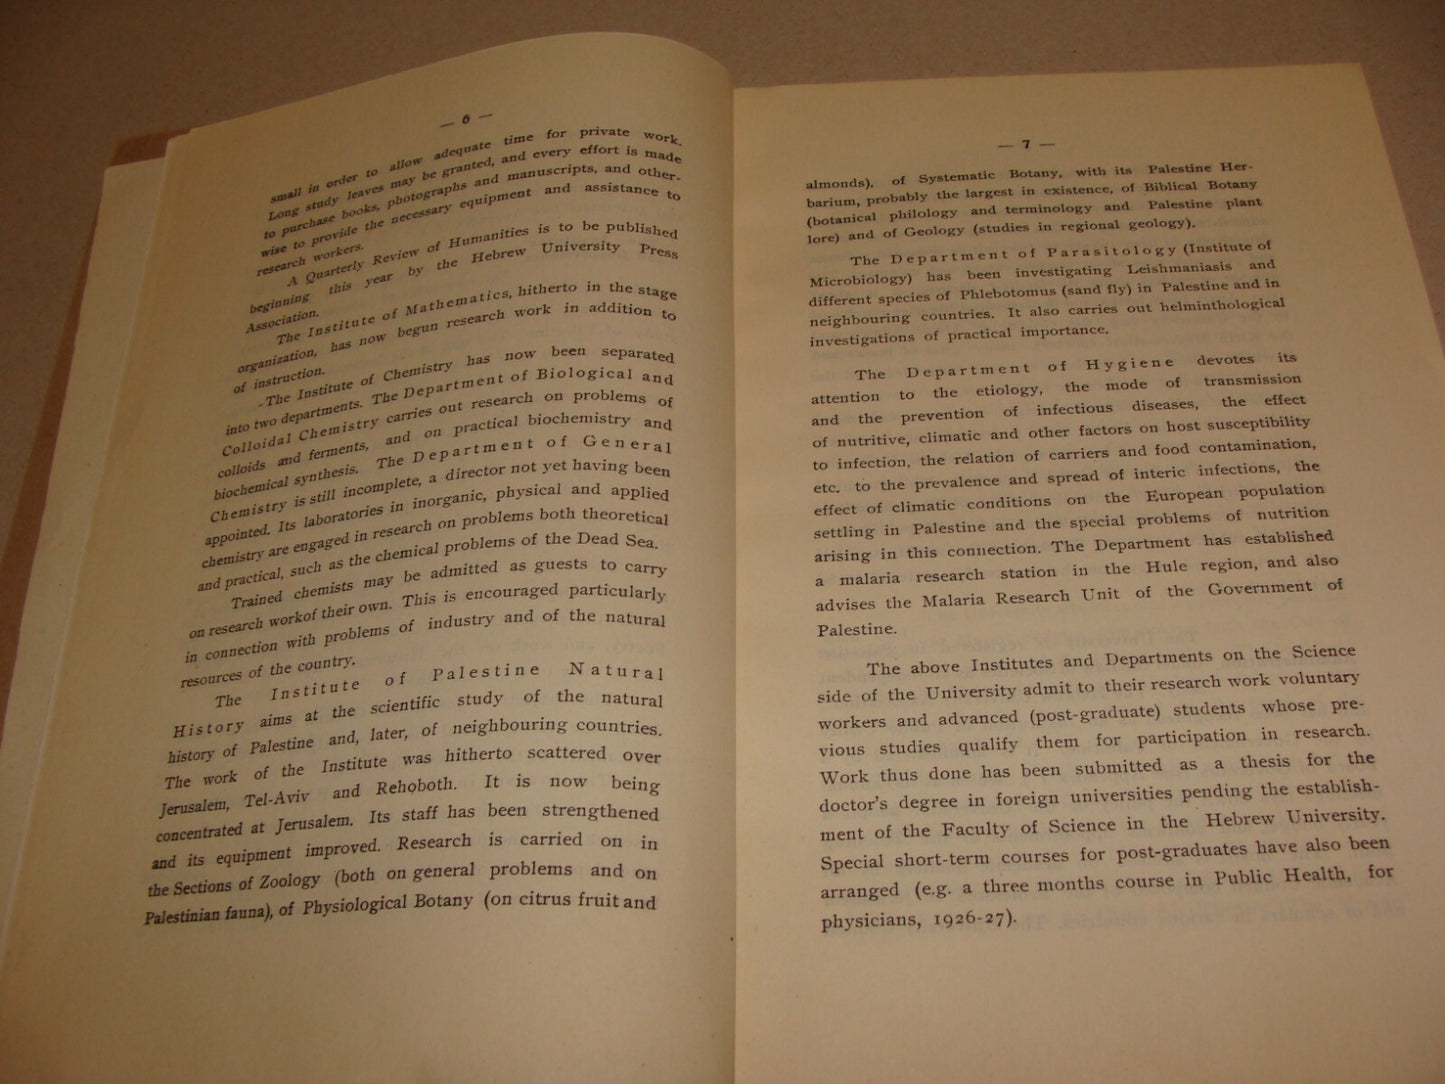 — 6 —
small in order to allow adequate time for private work.
Long study leaves may be granted, and every effort is made
to purchase books, photographs and manuscripts, and other-
wise to provide the necessary equipment and assistance to
research workers.
A Quarterly Review of Humanities is to be published
beginning this year by the Hebrew University Press
Association.
The Institute of Mathematics, hitherto in the stage
organization, has now begun research work in addition to
of instruction.
The Institute of Chemistry has now been separated
into two departments. The Department of Biological and
Colloidal Chemistry carries out research on problems of
colloids and ferments, and on practical biochemistry and
biochemical synthesis. The Department of General
Chemistry is still incomplete, a director not yet having been
appointed. Its laboratories in inorganic, physical and applied
chemistry are engaged in research on problems both theoretical
and practical, such as the chemical problems of the Dead Sea.
Trained chemists may be admitted as guests to carry
on research workof their own. This is encouraged particularly
in connection with problems of industry and of the natural
resources of the country.
The Institute of Palestine Natural
History aims at the scientific study of the natural
history of Palestine and, later, of neighbouring countries.
The work of the Institute was hitherto scattered over
Jerusalem, Tel-Aviv and Rehoboth. It is now being
concentrated at Jerusalem. Its staff has been strengthened
and its equipment improved. Research is carried on in
the Sections of Zoology (both on general problems and on
Palestinian fauna), of Physiological Botany (on citrus fruit and
— 7 —
almonds), of Systematic Botany, with its Palestine Her-
barium, probably the largest in existence, of Biblical Botany
(botanical philology and terminology and Palestine plant
lore) and of Geology (studies in regional geology).
The Department of Parasitology (Institute of
Microbiology) has been investigating Leishmaniasis and
different species of Phlebotomus (sand fly) in Palestine and in
neighbouring countries. It also carries out helminthological
investigations of practical importance.
The Department of Hygiene devotes its
attention to the etiology, the mode of transmission
and the prevention of infectious diseases, the effect
of nutritive, climatic and other factors on host susceptibility
to infection, the relation of carriers and food contamination,
etc. to the prevalence and spread of interic infections, the
effect of climatic conditions on the European population
settling in Palestine and the special problems of nutrition
arising in this connection. The Department has established
a malaria research station in the Hule region, and also
advises the Malaria Research Unit of the Government of
Palestine.
The above Institutes and Departments on the Science
side of the University admit to their research work voluntary
workers and advanced (post-graduate) students whose pre-
vious studies qualify them for participation in research.
Work thus done has been submitted as a thesis for the
doctor's degree in foreign universities pending the establish-
ment of the Faculty of Science in the Hebrew University.
Special short-term courses for post-graduates have also been
arranged (e.g. a three months course in Public Health, for
physicians, 1926-27).